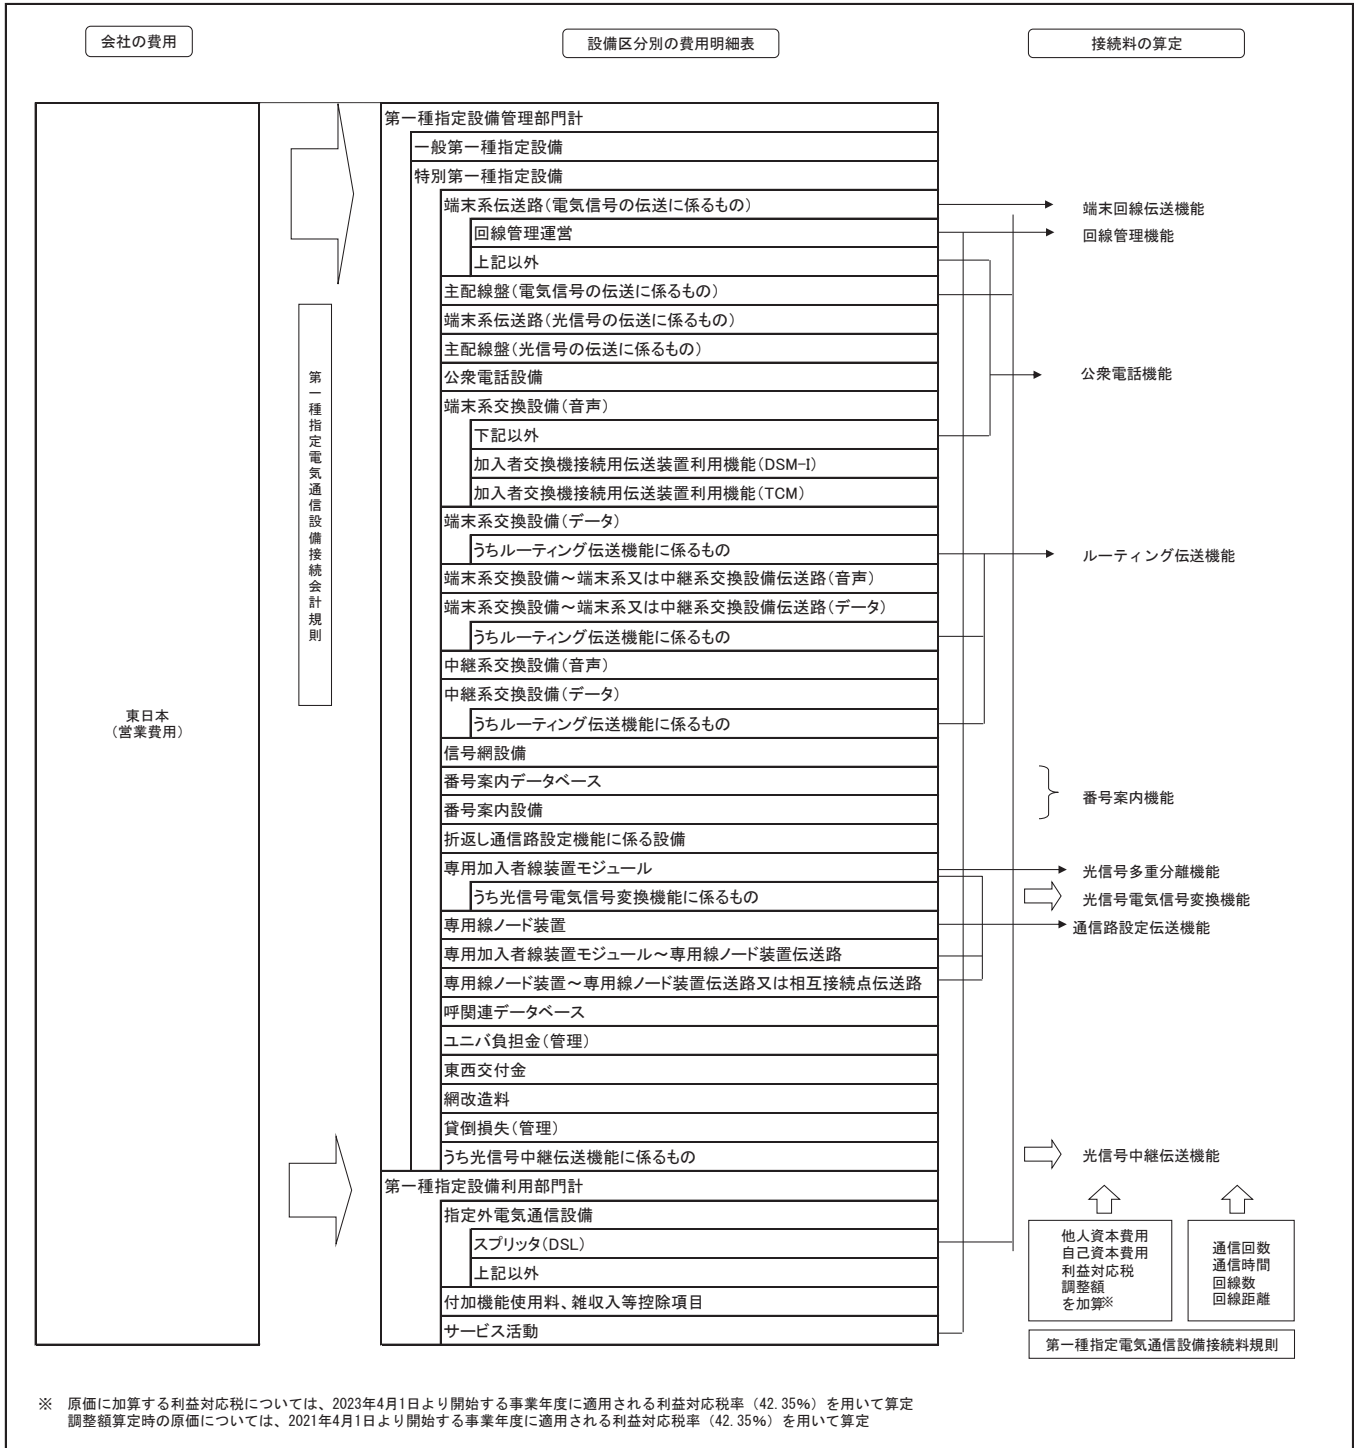 会社の費用
設備区分別の費用明細表
接続料の算定
東日本
(営業費用)
第一種指定電気通信設備接続会計規則
第一種指定設備管理部門計
一般第一種指定設備
特別第一種指定設備
端末系伝送路(電気信号の伝送に係るもの)
回線管理運営
上記以外
主配線盤(電気信号の伝送に係るもの)
端末系伝送路(光信号の伝送に係るもの)
主配線盤(光信号の伝送に係るもの)
公衆電話設備
端末系交換設備(音声)
下記以外
加入者交換機接続用伝送装置利用機能(DSM-I)
加入者交換機接続用伝送装置利用機能(TCM)
端末系交換設備(データ)
うちルーティング伝送機能に係るもの
端末系交換設備~端末系又は中継系交換設備伝送路(音声)
端末系交換設備~端末系又は中継系交換設備伝送路(データ)
うちルーティング伝送機能に係るもの
中継系交換設備(音声)
中継系交換設備(データ)
うちルーティング伝送機能に係るもの
信号網設備
番号案内データベース
番号案内設備
折返し通信路設定機能に係る設備
専用加入者線装置モジュール
うち光信号電気信号変換機能に係るもの
専用線ノード装置
専用加入者線装置モジュール~専用線ノード装置伝送路
専用線ノード装置~専用線ノード装置伝送路又は相互接続点伝送路
呼関連データベース
ユニバ負担金(管理)
東西交付金
網改造料
貸倒損失(管理)
うち光信号中継伝送機能に係るもの
第一種指定設備利用部門計
指定外電気通信設備
スプリッタ(DSL)
上記以外
付加機能使用料、雑収入等控除項目
サービス活動
端末回線伝送機能
回線管理機能
公衆電話機能
ルーティング伝送機能
番号案内機能
光信号多重分離機能
光信号電気信号変換機能
通信路設定伝送機能
光信号中継伝送機能
他人資本費用
自己資本費用
利益対応税
調整額
を加算※
通信回数
通信時間
回線数
回線距離
第一種指定電気通信設備接続料規則
※ 原価に加算する利益対応税については、2023年4月1日より開始する事業年度に適用される利益対応税率(42.35%)を用いて算定
調整額算定時の原価については、2021年4月1日より開始する事業年度に適用される利益対応税率(42.35%)を用いて算定